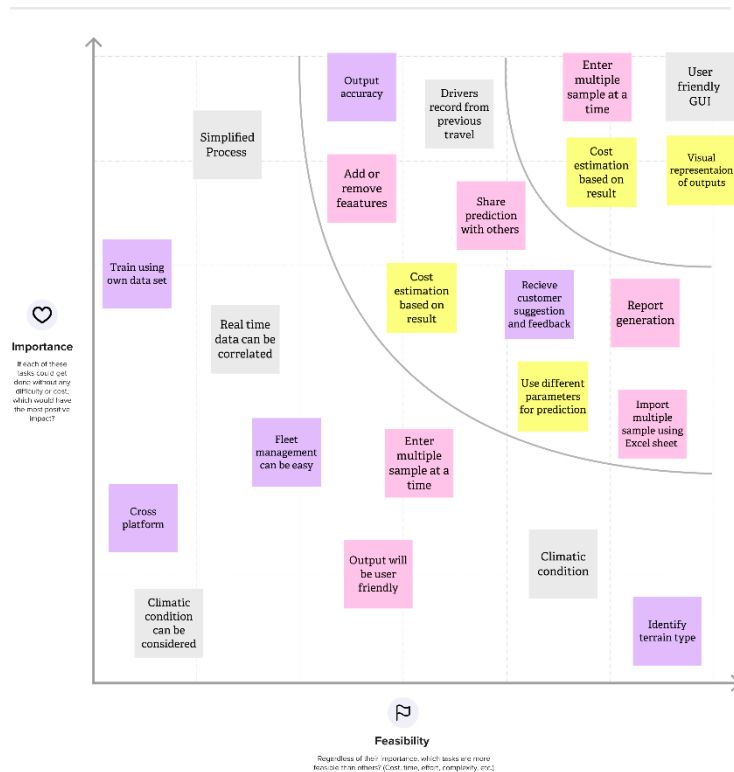 Output
accuracy
Drivers
record from
previous
travel
Enter
multiple
sample at a
time
User
friendly
GUI
Simplified
Process
Cost
estimation
based on
result
Visual
representaion
of outputs
Add or
remove
feaatures
Share
prediction
with others
Train using
own data set
Cost
estimation
based on
result
Recieve
customer
suggestion
and feedback
Report
generation
Real time
data can be
correlated
Importance
If each of these
tasks could get
done without any
difficulty or cost,
which would have
the most positive
impact?
Use different
parameters
for prediction
Import
multiple
sample using
Excel sheet
Fleet
management
can be easy
Enter
multiple
sample at a
time
Cross
platform
Output will
be user
friendly
Climatic
condition
Climatic
condition
can be
considered
Identify
terrain type
Feasibility
Regardless of their importance, which tasks are more
feasible than others? (Cost, time, effort, complexity, etc.)